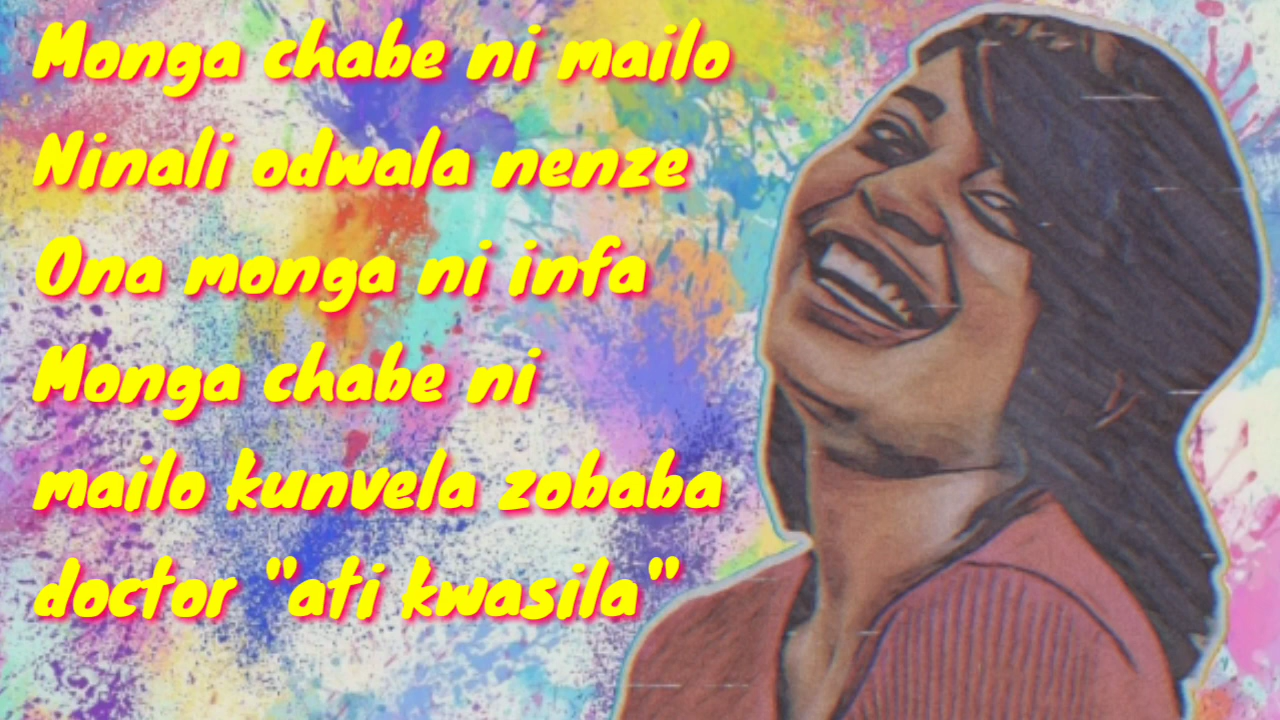 Monga chabe ni mailo
Ninali odwala nenze
Ona monga ni infa
Monga chabe ni
mailo kunvela zobaba
doctor "ati kwasila"